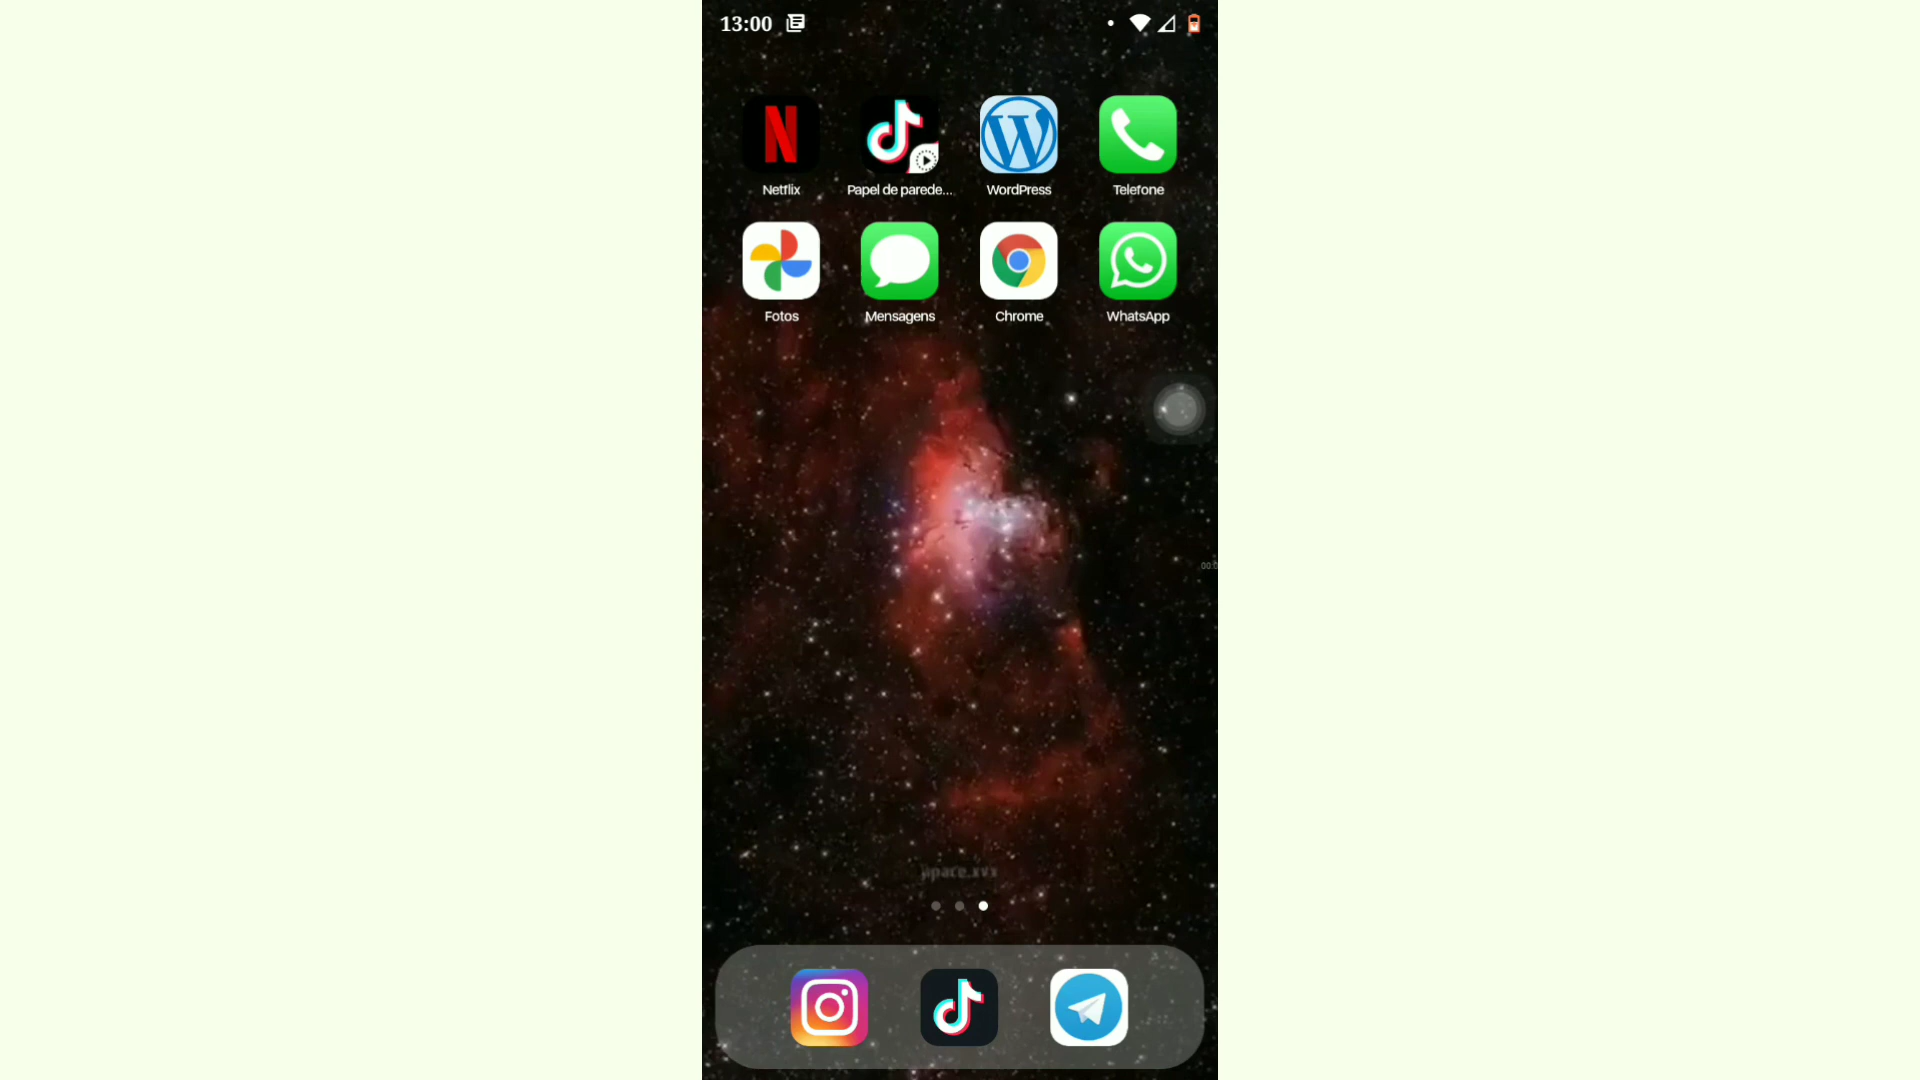 13:00
Netflix
Papel de parede...
WordPress
Telefone
Fotos
Mensagens
Chrome
WhatsApp